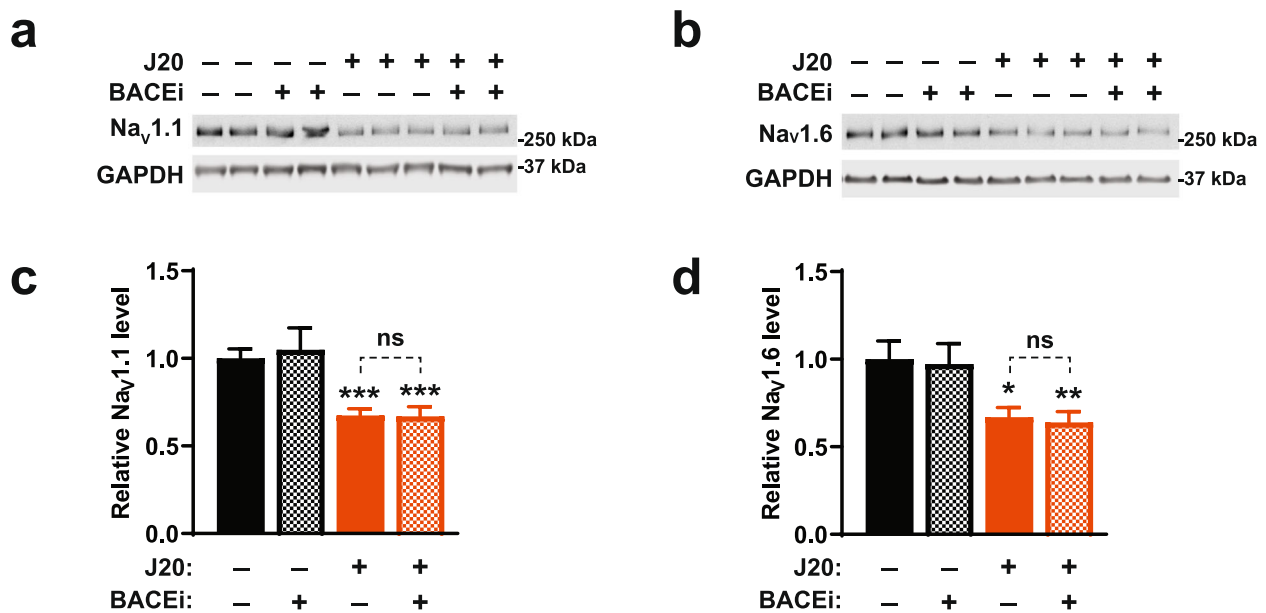 a
J20 – – – – + + + + +
BACEi – – + + – – – + +
Nav1.1
-250 kDa
GAPDH
-37 kDa
b
J20 – – – – + + + + +
BACEi – – + + – – – + +
Nav1.6
-250 kDa
GAPDH
-37 kDa
c
Relative Nav1.1 level
1.5
1.0
0.5
0.0
ns
*** ***
J20: – – + +
BACEi: – + – +
d
Relative Nav1.6 level
1.5
1.0
0.5
0.0
ns
* **
J20: – – + +
BACEi: – + – +